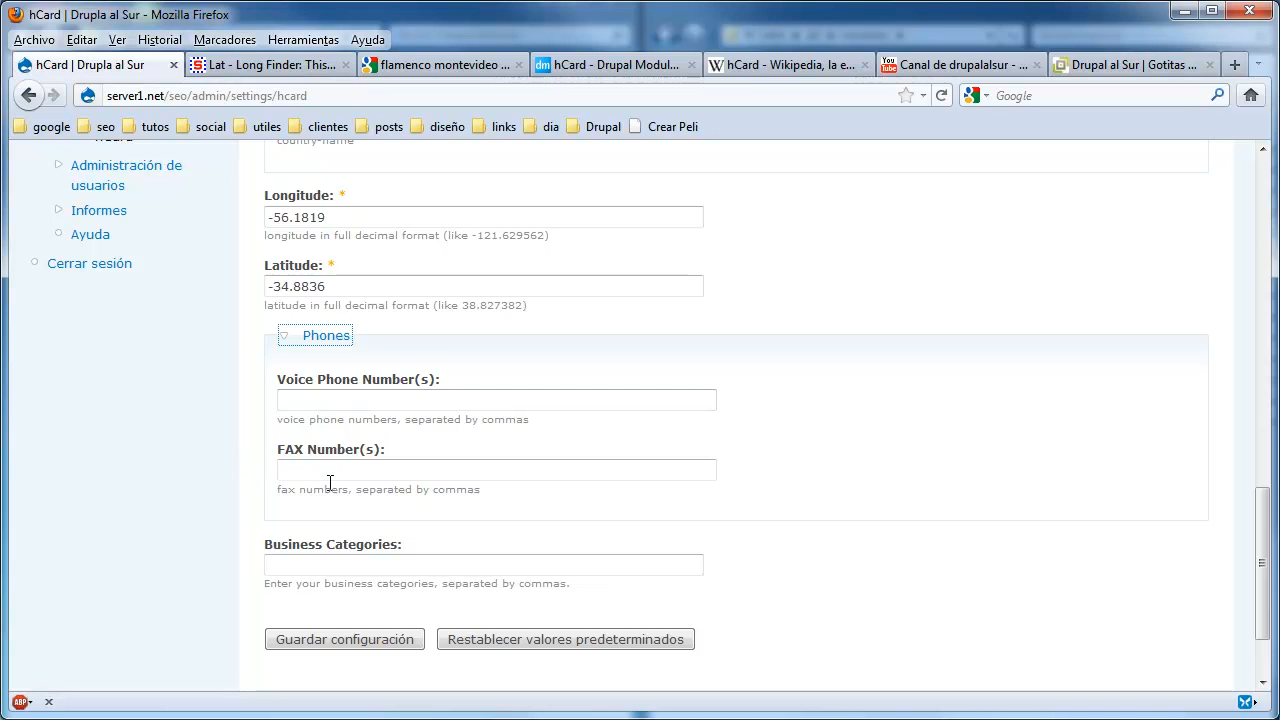 hCard | Drupla al Sur - Mozilla Firefox
Archivo Editar Ver Historial Marcadores Herramientas Ayuda
hCard | Drupla al Sur
Lat - Long Finder: This...
flamenco montevideo ...
dm hCard - Drupal Modul...
W hCard - Wikipedia, la e...
You Tube Canal de drupalalsur - ...
Drupal al Sur | Gotitas ...
server1.net/seo/admin/settings/hcard
Google
google seo tutos social utiles clientes posts diseño links dia Drupal Crear Peli
Administración de
usuarios
Informes
Ayuda
Cerrar sesión
country-name
Longitude: *
-56.1819
longitude in full decimal format (like -121.629562)
Latitude: *
-34.8836
latitude in full decimal format (like 38.827382)
Phones
Voice Phone Number(s):
voice phone numbers, separated by commas
FAX Number(s):
fax numbers, separated by commas
Business Categories:
Enter your business categories, separated by commas.
Guardar configuración
Restablecer valores predeterminados
ABP